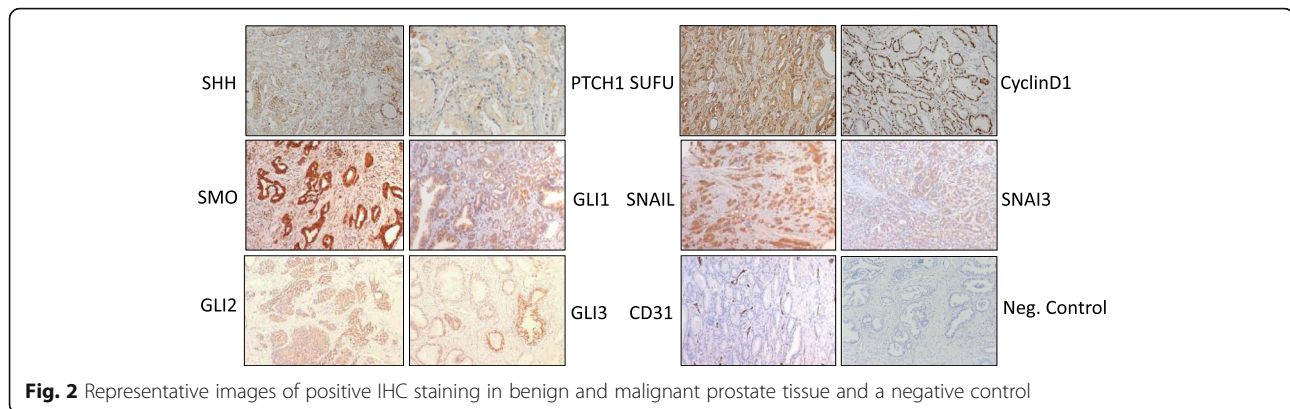 SHH PTCH1 SUFU CyclinD1
SMO GLI1 SNAIL SNAI3
GLI2 GLI3 CD31 Neg. Control
Fig. 2 Representative images of positive IHC staining in benign and malignant prostate tissue and a negative control